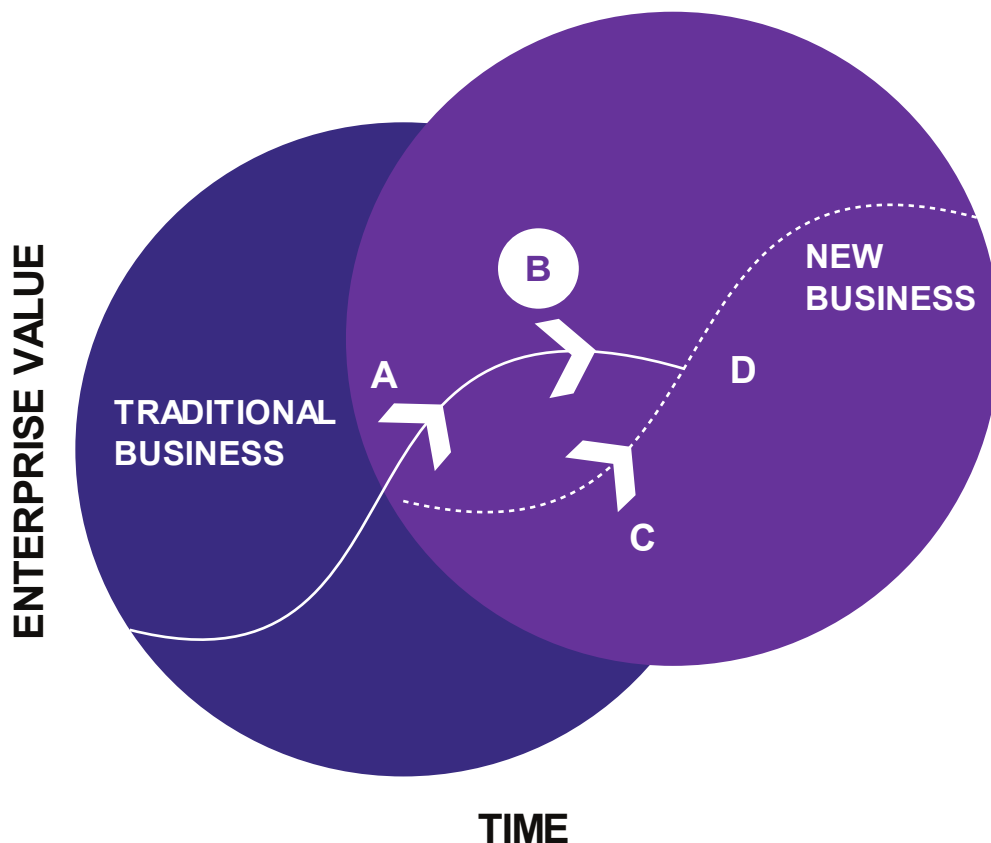 ENTERPRISE VALUE
TRADITIONAL
BUSINESS
A
B
C
D
NEW
BUSINESS
TIME